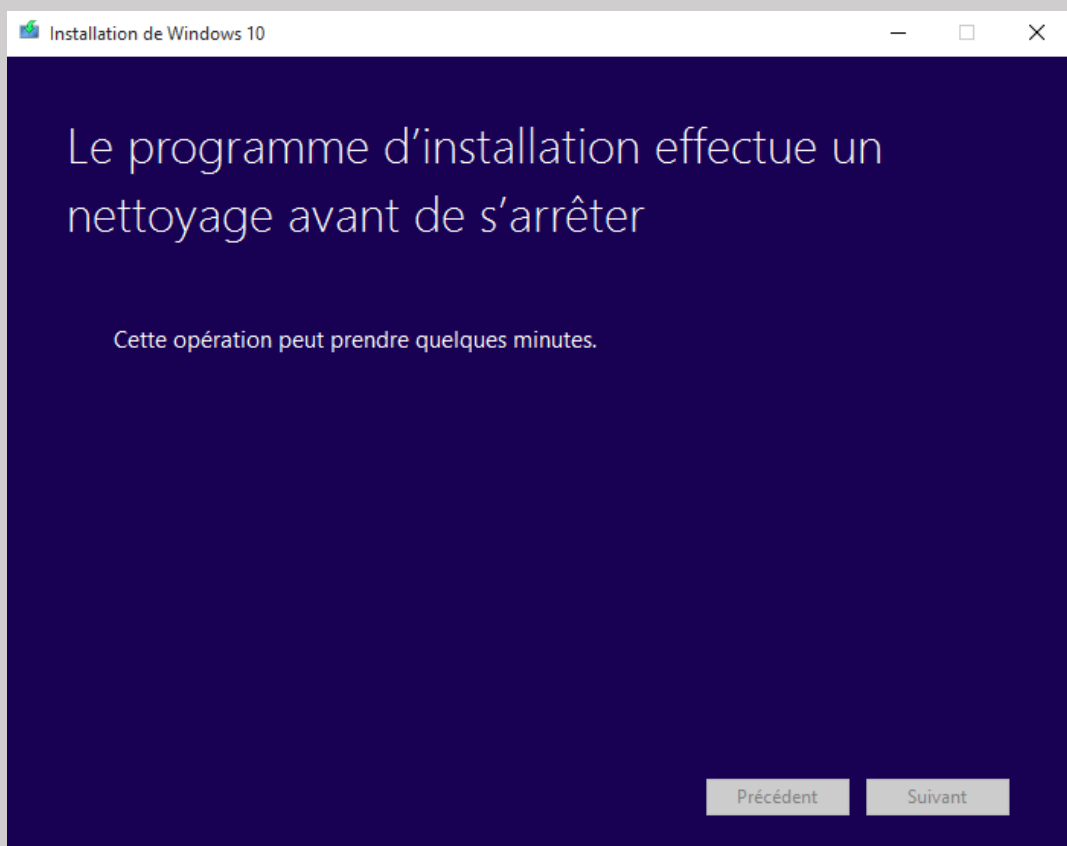 Installation de Windows 10
Le programme d’installation effectue un
nettoyage avant de s’arrêter
Cette opération peut prendre quelques minutes.
Précédent
Suivant